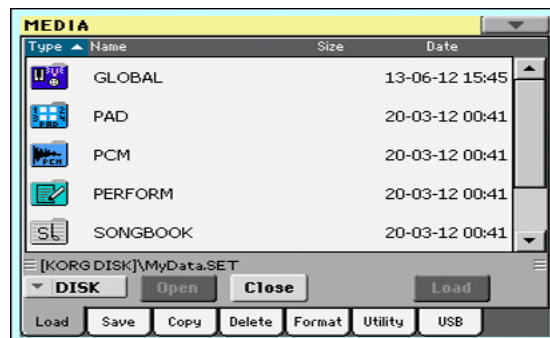 MEDIA
Type Name Size Date
GLOBAL 13-06-12 15:45
PAD 20-03-12 00:41
PCM 20-03-12 00:41
PERFORM 20-03-12 00:41
SONGBOOK 20-03-12 00:41
[KORG DISK]\MyData.SET
DISK Open Close Load
Load Save Copy Delete Format Utility USB